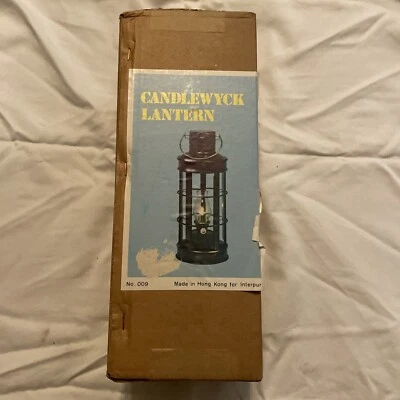 CANDLEWYCK
LANTERN
No. 009
Made in Hong Kong for Interpur